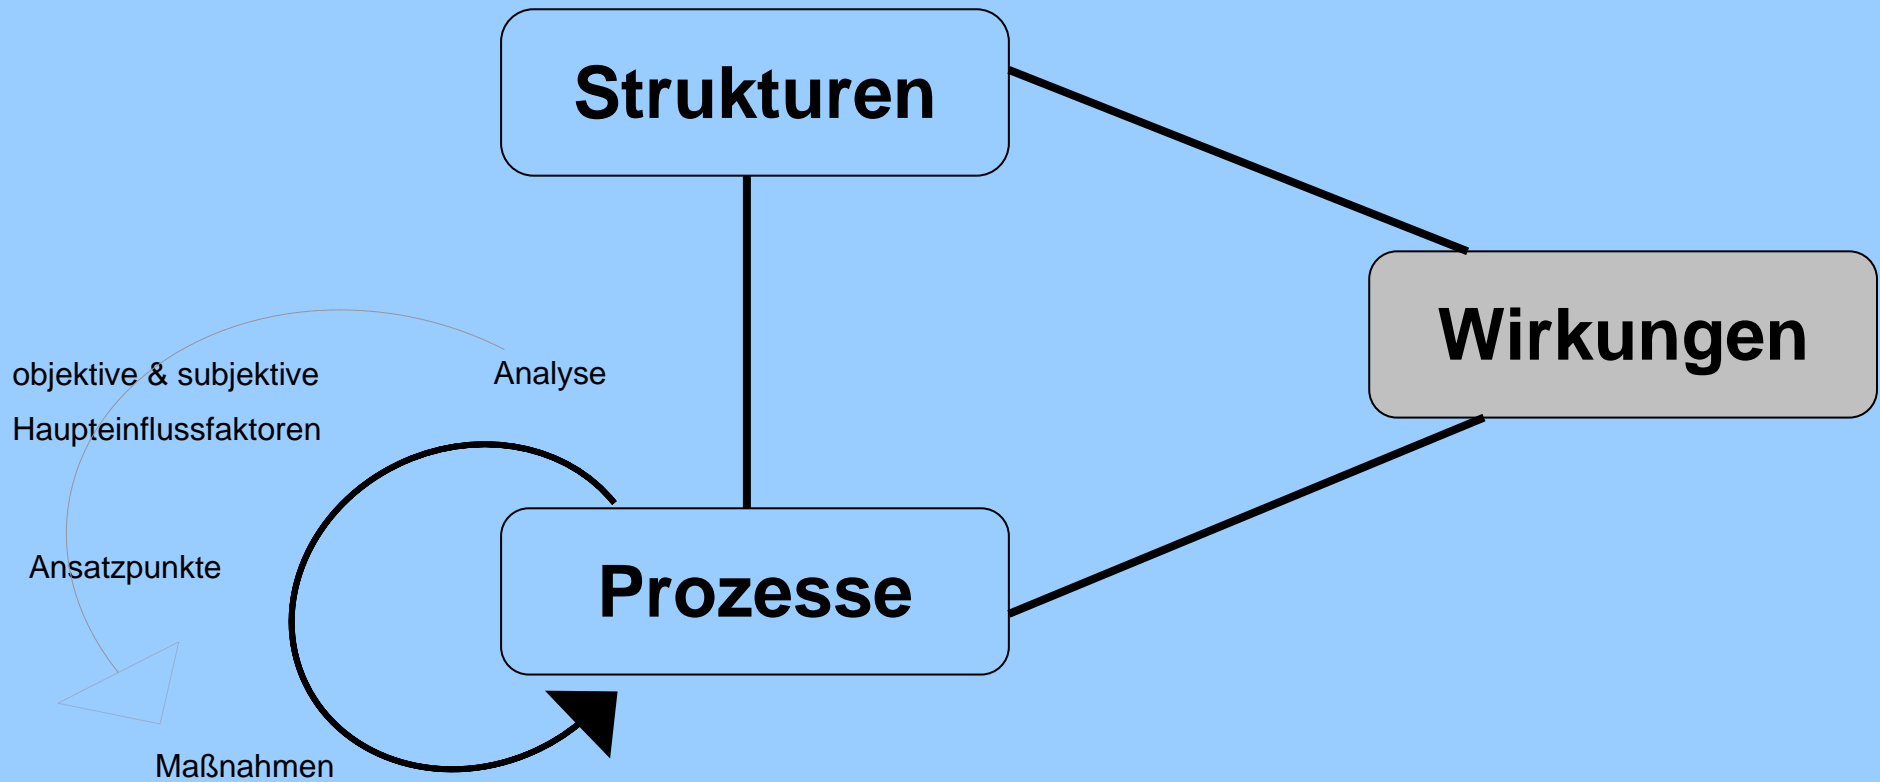 Strukturen
Wirkungen
Analyse
objektive & subjektive
Haupteinflussfaktoren
Ansatzpunkte
Prozesse
Maßnahmen